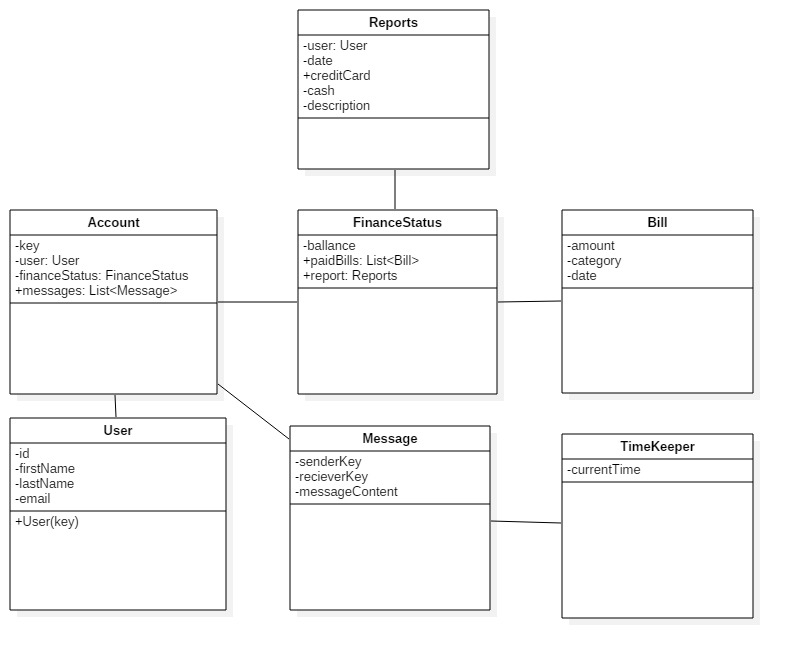 Reports
-user: User
-date
+creditCard
-cash
-description
Account
-key
-user: User
-financeStatus: FinanceStatus
+messages: List<Message>
FinanceStatus
-ballance
+paidBills: List<Bill>
+report: Reports
Bill
-amount
-category
-date
User
-id
-firstName
-lastName
-email
+User(key)
Message
-senderKey
-recieverKey
-messageContent
TimeKeeper
-currentTime